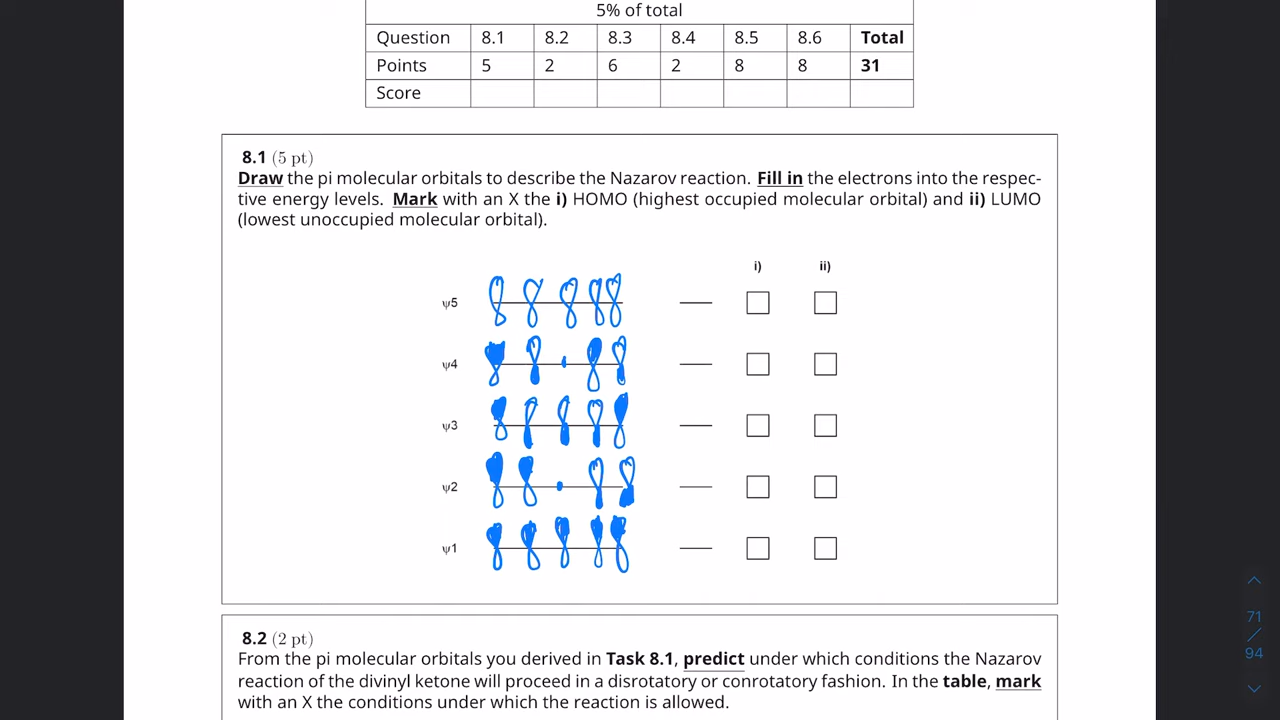 5% of total
Question 8.1 8.2 8.3 8.4 8.5 8.6 Total
Points 5 2 6 2 8 8 31
Score
8.1 (5 pt)
Draw the pi molecular orbitals to describe the Nazarov reaction. Fill in the electrons into the respec-
tive energy levels. Mark with an X the i) HOMO (highest occupied molecular orbital) and ii) LUMO
(lowest unoccupied molecular orbital).
i) ii)
ψ5
ψ4
ψ3
ψ2
ψ1
8.2 (2 pt)
From the pi molecular orbitals you derived in Task 8.1, predict under which conditions the Nazarov
reaction of the divinyl ketone will proceed in a disrotatory or conrotatory fashion. In the table, mark
with an X the conditions under which the reaction is allowed.
71
/
94